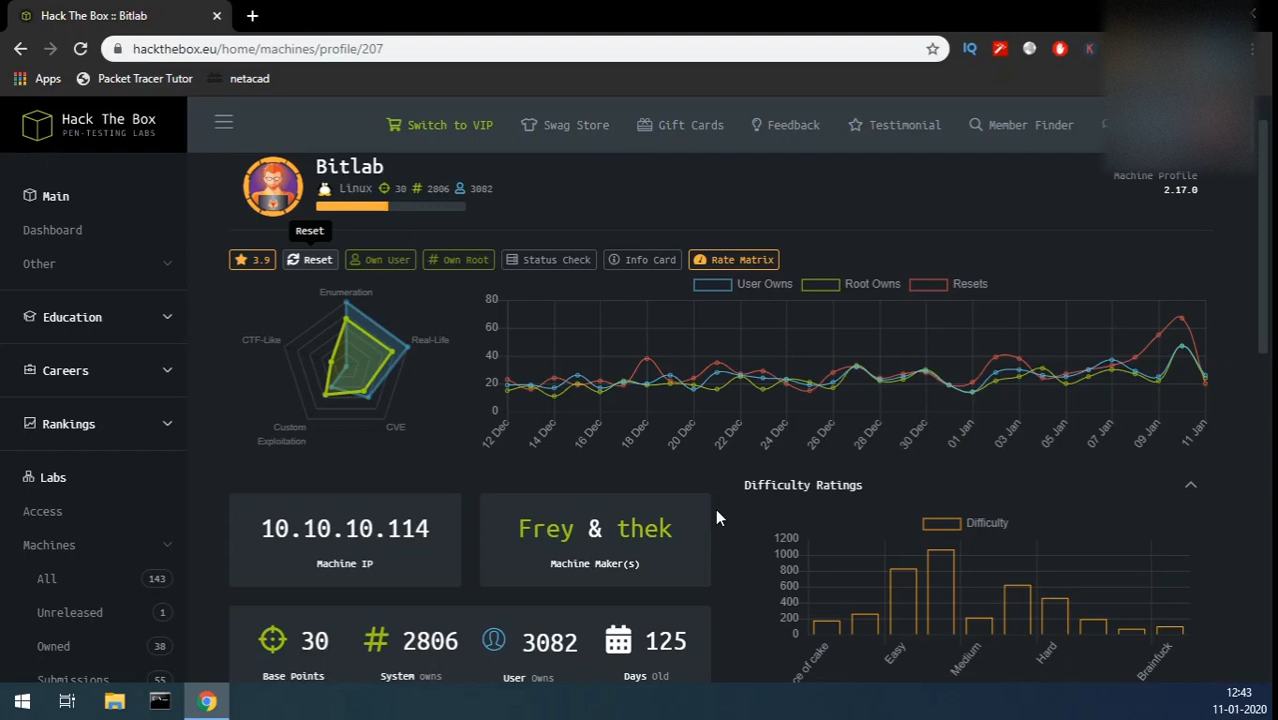 Hack The Box :: Bitlab
hackthebox.eu/home/machines/profile/207
IQ
K
Apps
Packet Tracer Tutor
netacad
Hack The Box
PEN-TESTING LABS
Switch to VIP
Swag Store
Gift Cards
Feedback
Testimonial
Member Finder
Main
Dashboard
Other
Education
Careers
Rankings
Labs
Access
Machines
All 143
Unreleased 1
Owned 38
Submissions 55
Bitlab
Linux 30 # 2806 3082
Machine Profile
2.17.0
Reset
3.9
Reset
Own User
# Own Root
Status Check
Info Card
Rate Matrix
Enumeration
Real-Life
CVE
Custom
Exploitation
CTF-Like
User Owns Root Owns Resets
80
60
40
20
0
12 Dec 14 Dec 16 Dec 18 Dec 20 Dec 22 Dec 24 Dec 26 Dec 28 Dec 30 Dec 01 Jan 03 Jan 05 Jan 07 Jan 09 Jan 11 Jan
10.10.10.114
Machine IP
Frey & thek
Machine Maker(s)
30
Base Points
# 2806
System owns
3082
User Owns
125
Days Old
Difficulty Ratings
Difficulty
1200
1000
800
600
400
200
0
ce of cake Easy Medium Hard Brainfuck
12:43
11-01-2020